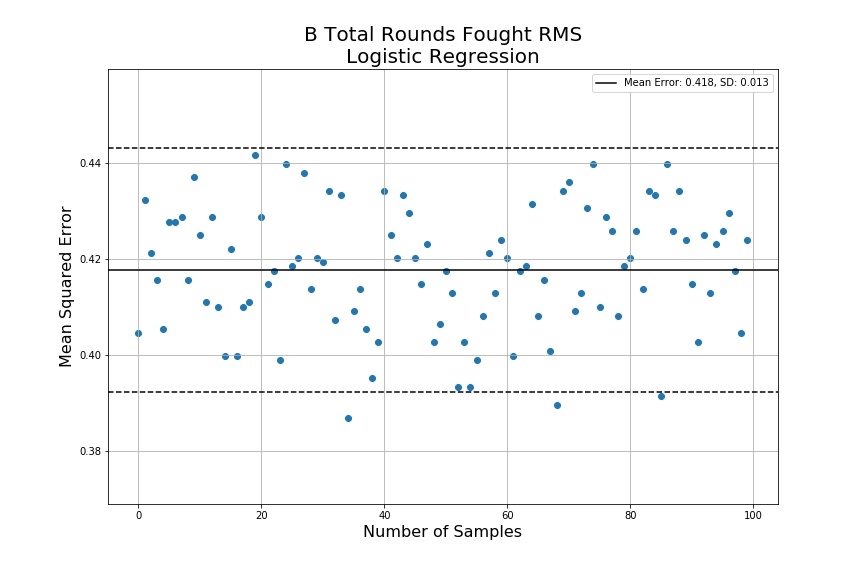 B Total Rounds Fought RMS
Logistic Regression
Mean Error: 0.418, SD: 0.013
Mean Squared Error
0.44
0.42
0.40
0.38
0
20
40
60
80
100
Number of Samples